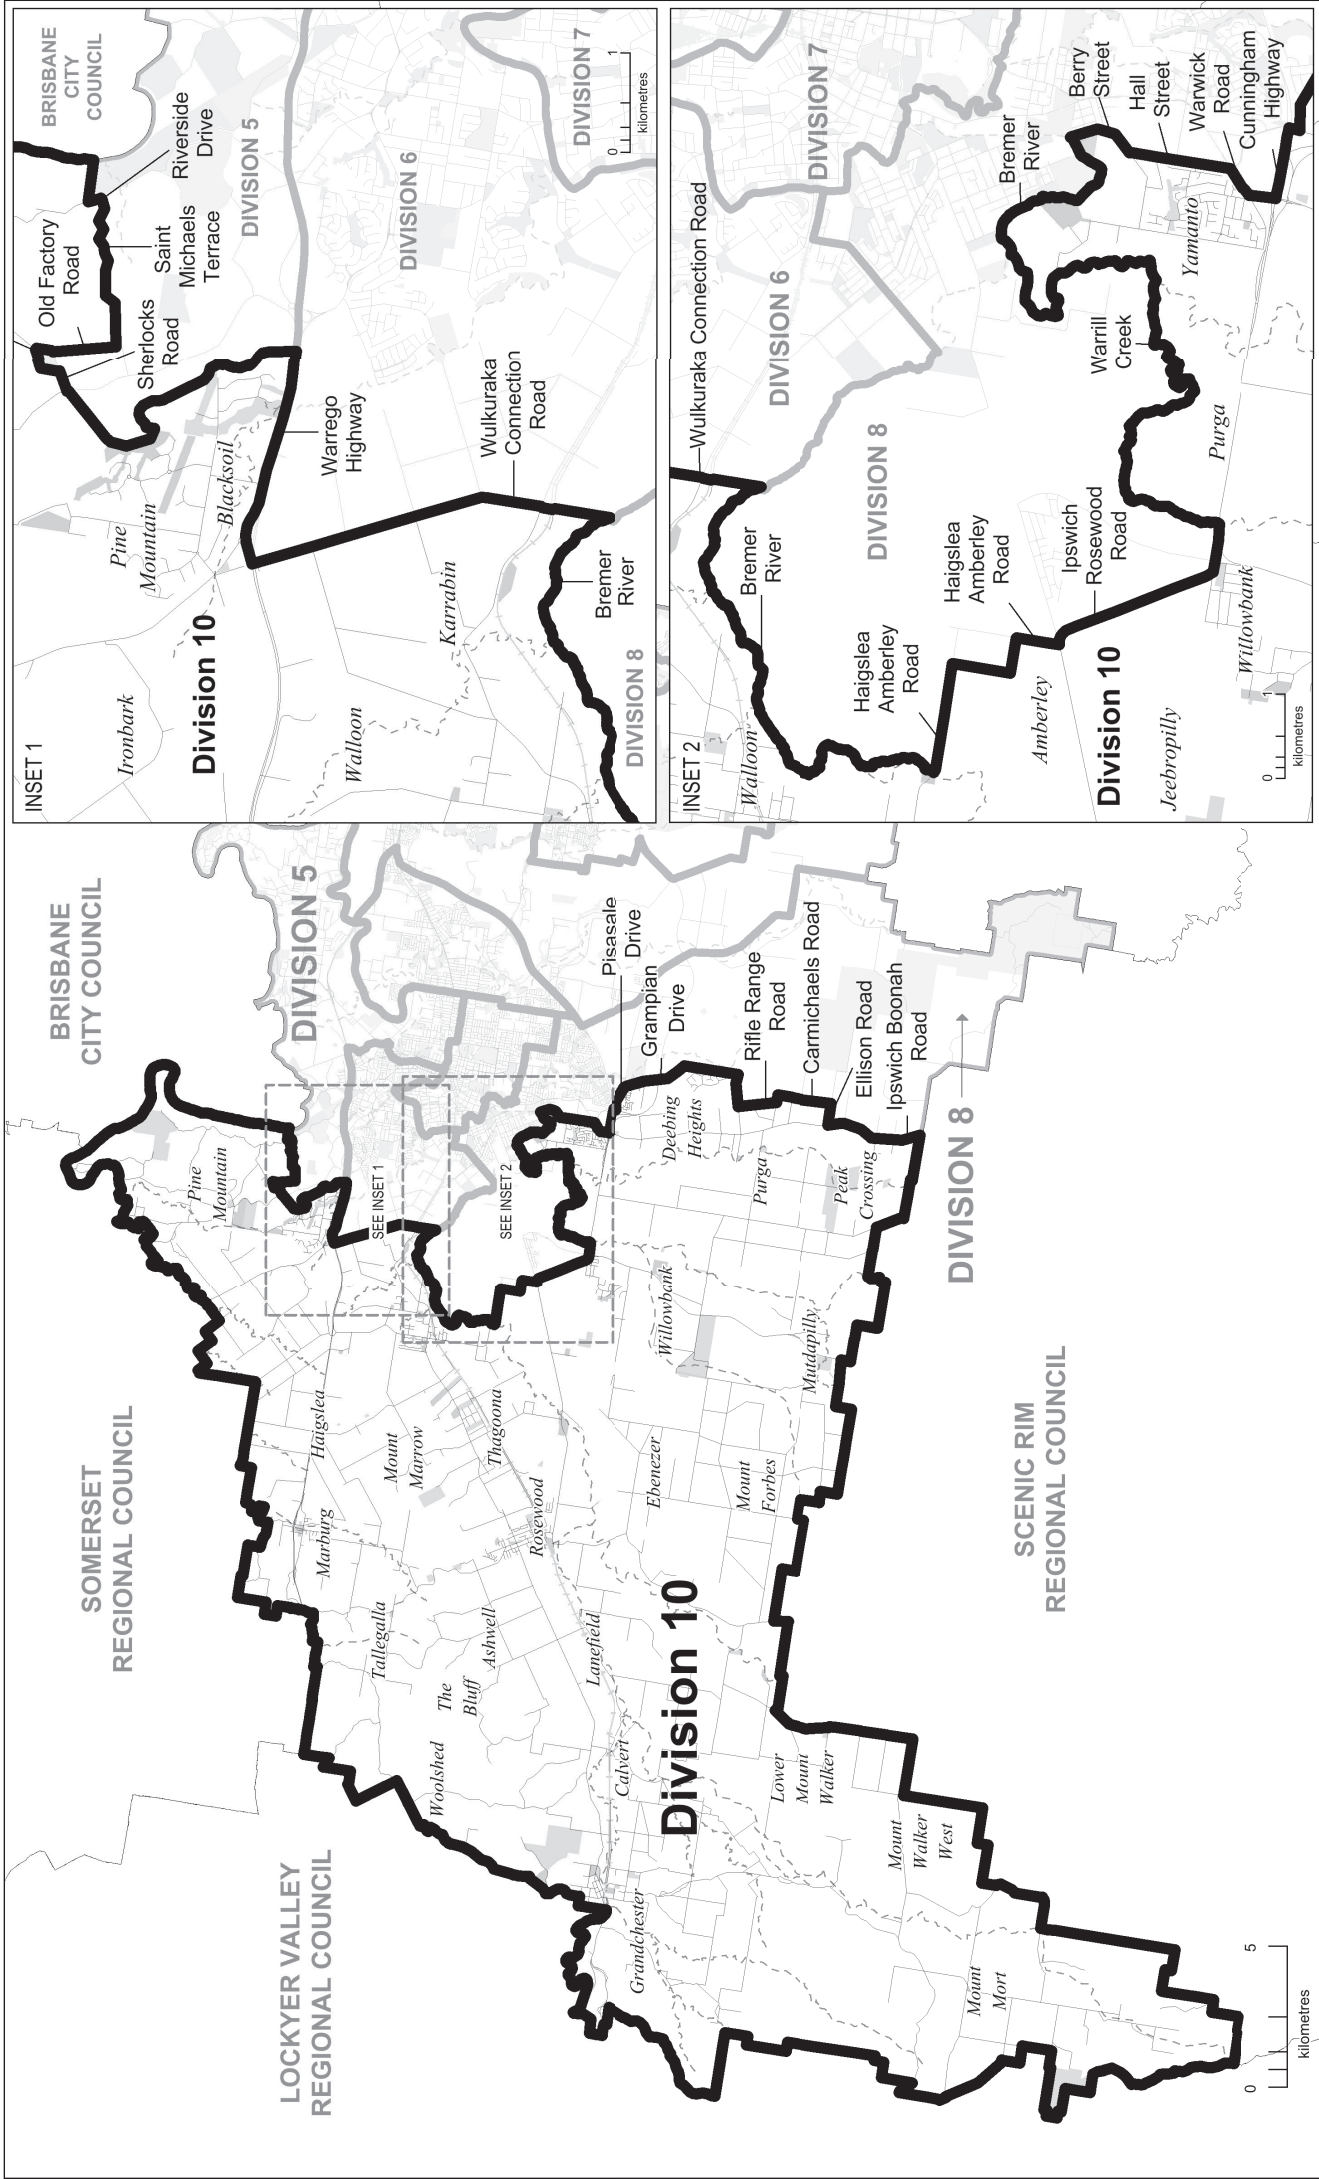 SOMERSET
REGIONAL COUNCIL
BRISBANE
CITY COUNCIL
LOCKYER VALLEY
REGIONAL COUNCIL
SCENIC RIM
REGIONAL COUNCIL
DIVISION 5
DIVISION 8
Division 10
Pine
Mountain
Haigslea
Marburg
Mount
Marrow
Tallegalla
Thagoona
The
Bluff
Ashwell
Woolshed
Rosewood
Lanefield
Calvert
Grandchester
Ebenezer
Willowbank
Mount
Forbes
Mutdapilly
Lower
Mount
Walker
Mount
Walker
West
Mount
Mort
Deebing
Heights
Purga
Peak
Crossing
SEE INSET 1
SEE INSET 2
Pisasale
Drive
Grampian
Drive
Rifle Range
Road
Carmichaels Road
Ellison Road
Ipswich Boonah
Road
0
5
kilometres
INSET 1
BRISBANE
CITY
COUNCIL
Ironbark
Pine
Mountain
Blacksoil
Division 10
Walloon
Karrabin
Old Factory
Road
Sherlocks
Road
Saint
Michaels
Terrace
Riverside
Drive
DIVISION 5
DIVISION 6
DIVISION 7
DIVISION 8
Warrego
Highway
Wulkuraka
Connection
Road
Bremer
River
0
1
kilometres
INSET 2
Walloon
Wulkuraka Connection Road
DIVISION 6
DIVISION 7
DIVISION 8
Bremer
River
Bremer
River
Haigslea
Amberley
Road
Haigslea
Amberley
Road
Ipswich
Rosewood
Road
Warrill
Creek
Berry
Street
Hall
Street
Warwick
Road
Cunningham
Highway
Yamanto
Purga
Willowbank
Amberley
Division 10
Jeebropilly
0
1
kilometres